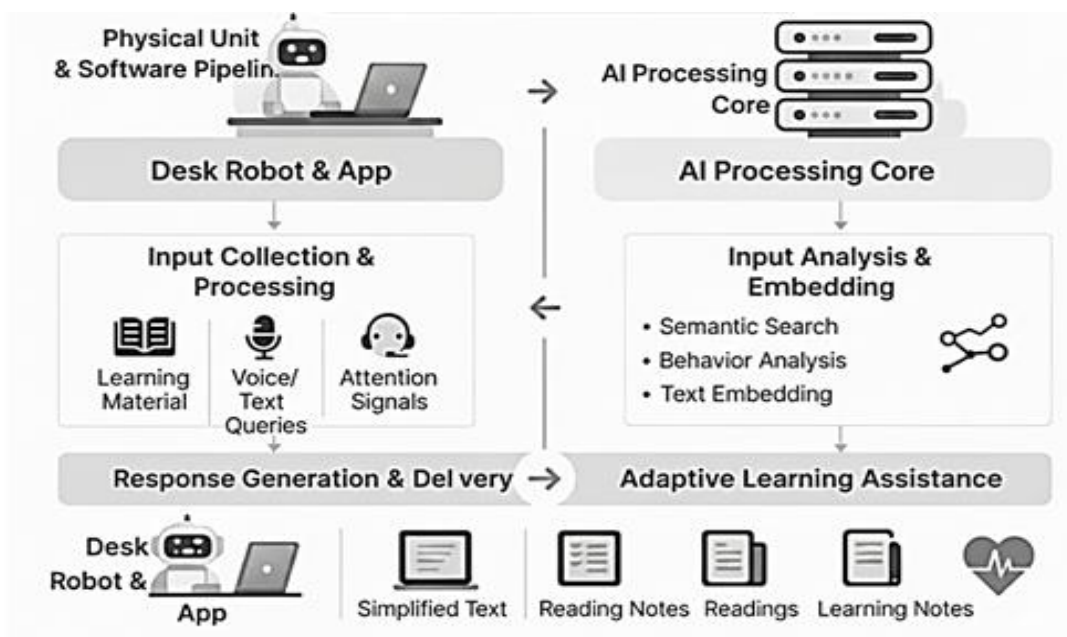 Physical Unit
& Software Pipelin
AI Processing
Core
Desk Robot & App
AI Processing Core
Input Collection &
Processing
Learning
Material
Voice/
Text
Queries
Attention
Signals
Input Analysis &
Embedding
• Semantic Search
• Behavior Analysis
• Text Embedding
Response Generation & Del very
Adaptive Learning Assistance
Desk
Robot &
App
Simplified Text
Reading Notes
Readings
Learning Notes